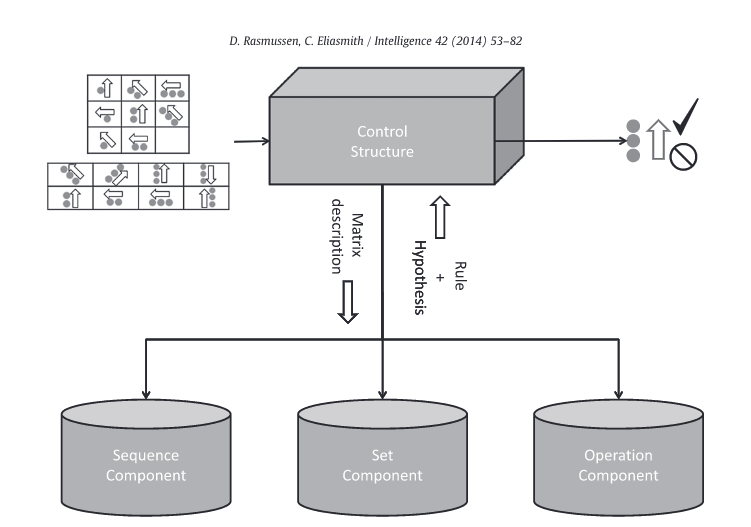 D. Rasmussen, C. Eliasmith / Intelligence 42 (2014) 53–82
Control
Structure
Matrix
description
Rule
+
Hypothesis
Sequence
Component
Set
Component
Operation
Component